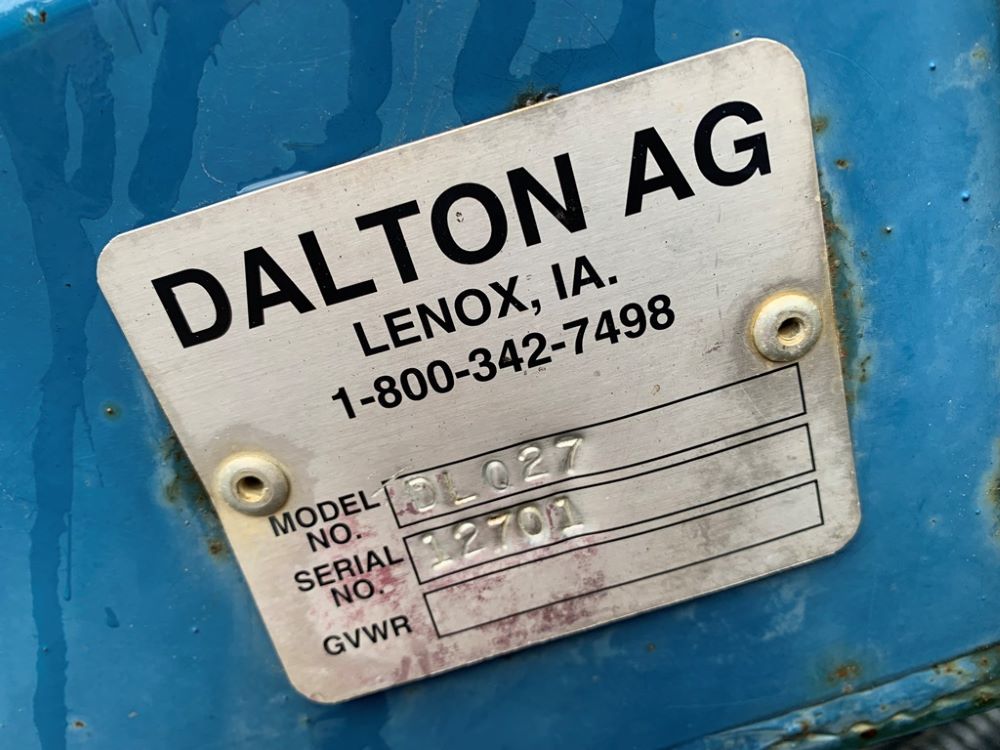 DALTON AG
LENOX, IA.
1-800-342-7498
MODEL NO. DL027
SERIAL NO. 12701
GVWR